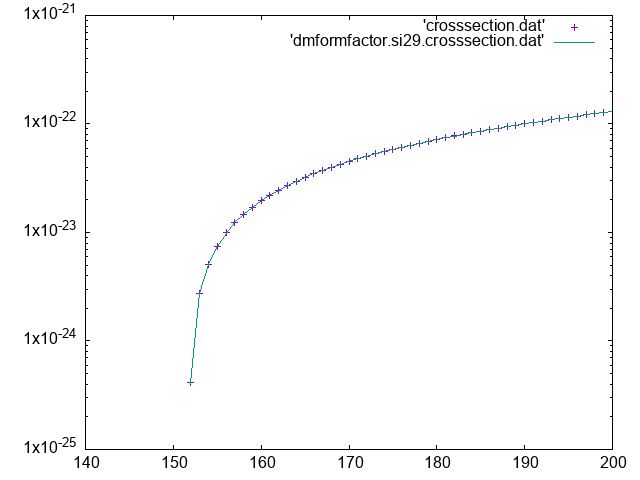 1x10-21
'crosssection.dat'
'dmformfactor.si29.crosssection.dat'
1x10-22
1x10-23
1x10-24
1x10-25
140 150 160 170 180 190 200